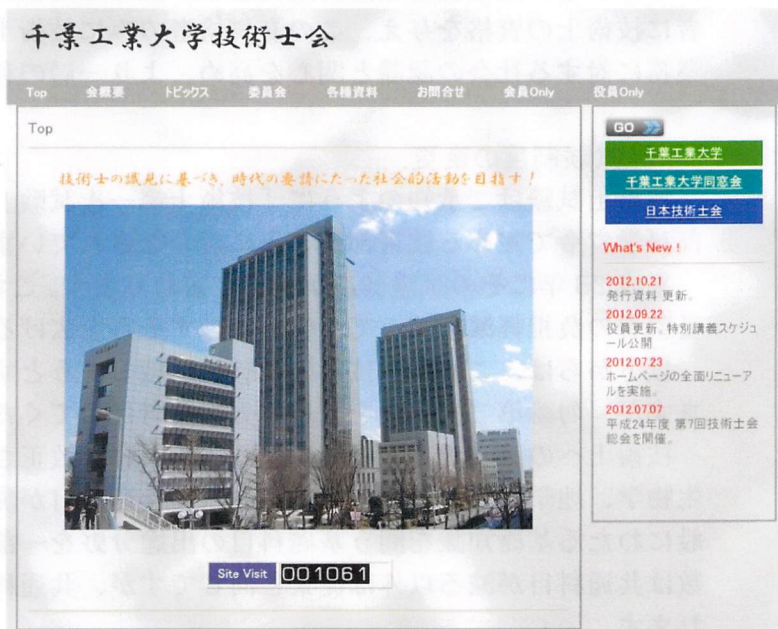 千葉工業大学技術士会
Top 会概要 トピックス 委員会 各種資料 お問合せ 会員Only 役員Only
Top
技術士の識見に基づき、時代の要請にたった社会的活動を目指す！
Site Visit 001061
GO
千葉工業大学
千葉工業大学同窓会
日本技術士会
What's New !
2012.10.21
発行資料 更新。
2012.09.22
役員更新。特別講義スケジュ
ール公開
2012.07.23
ホームページの全面リニューア
ルを実施。
2012.07.07
平成24年度 第7回技術士会
総会を開催。